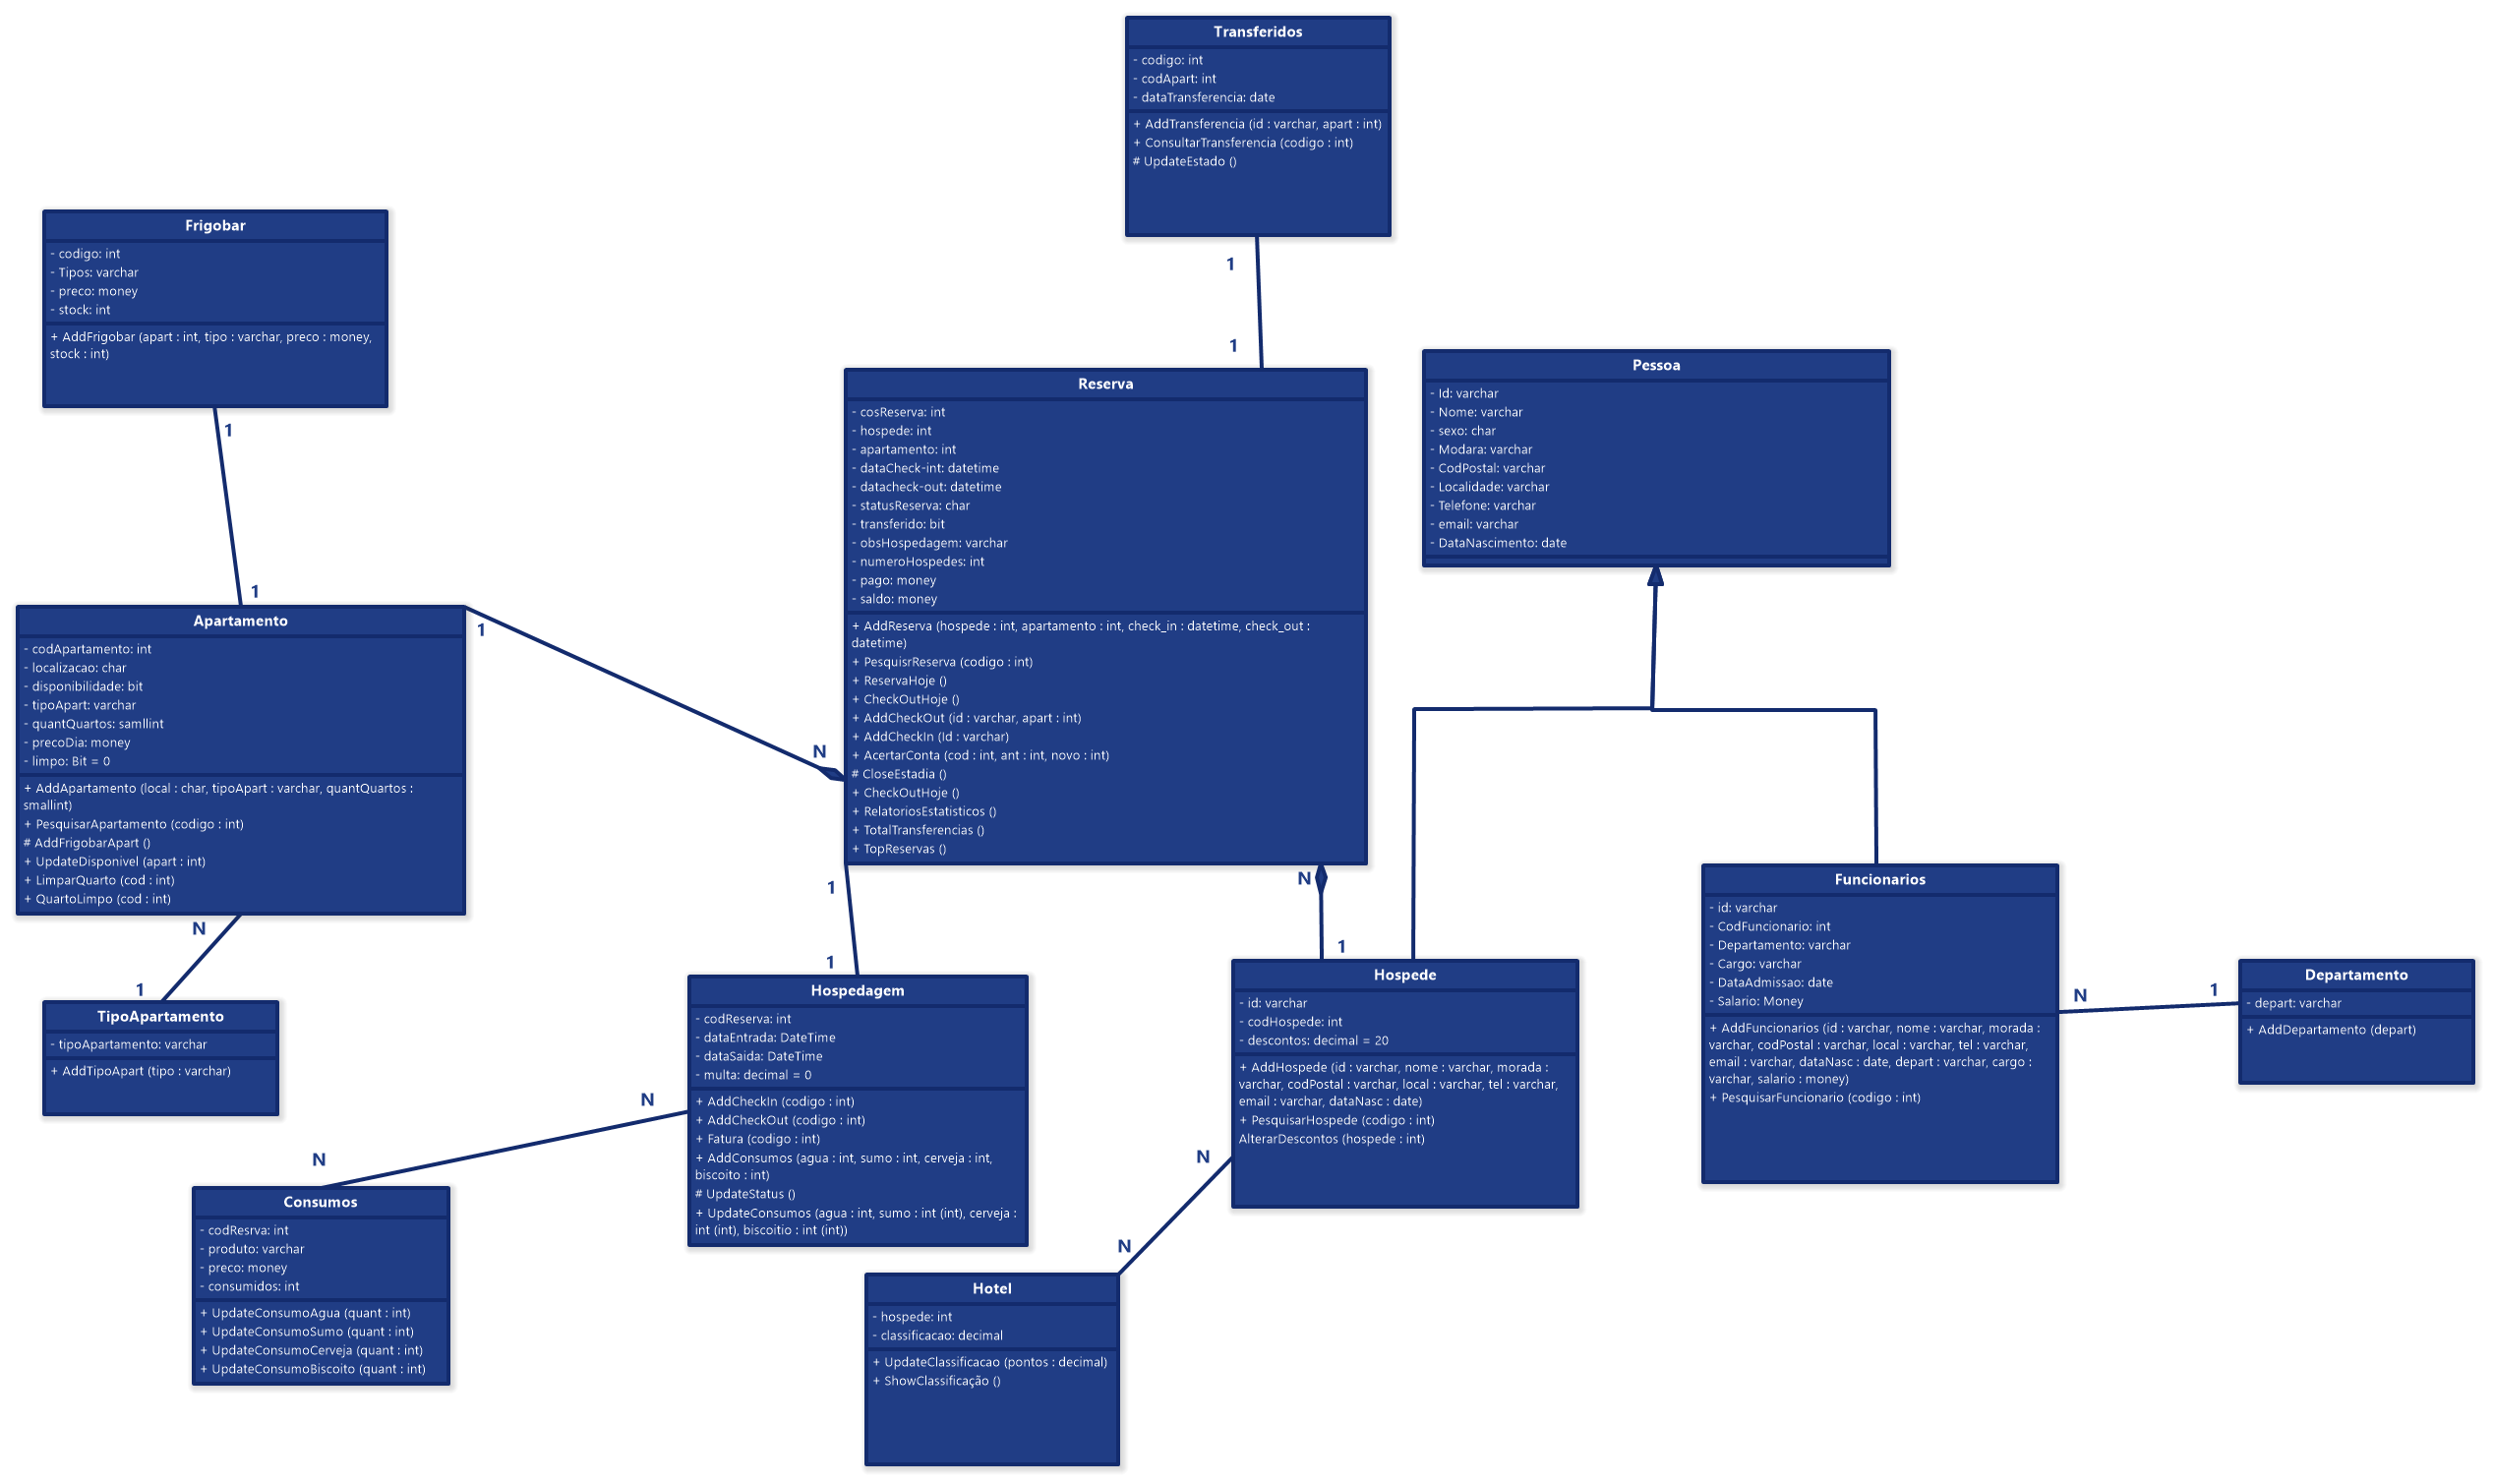 Transferidos
- codigo: int
- codApart: int
- dataTransferencia: date
+ AddTransferencia (id : varchar, apart : int)
+ ConsultarTransferencia (codigo : int)
# UpdateEstado ()
1
1
Frigobar
- codigo: int
- Tipos: varchar
- preco: money
- stock: int
+ AddFrigobar (apart : int, tipo : varchar, preco : money,
stock : int)
1
1
Reserva
- cosReserva: int
- hospede: int
- apartamento: int
- dataCheck-int: datetime
- datacheck-out: datetime
- statusReserva: char
- transferido: bit
- obsHospedagem: varchar
- numeroHospedes: int
- pago: money
- saldo: money
+ AddReserva (hospede : int, apartamento : int, check_in : datetime, check_out :
datetime)
+ PesquisrReserva (codigo : int)
+ ReservaHoje ()
+ CheckOutHoje ()
+ AddCheckOut (id : varchar, apart : int)
+ AddCheckIn (Id : varchar)
+ AcertarConta (cod : int, ant : int, novo : int)
# CloseEstadia ()
+ CheckOutHoje ()
+ RelatoriosEstatisticos ()
+ TotalTransferencias ()
+ TopReservas ()
Pessoa
- Id: varchar
- Nome: varchar
- sexo: char
- Modara: varchar
- CodPostal: varchar
- Localidade: varchar
- Telefone: varchar
- email: varchar
- DataNascimento: date
Apartamento
- codApartamento: int
- localizacao: char
- disponibilidade: bit
- tipoApart: varchar
- quantQuartos: samllint
- precoDia: money
- limpo: Bit = 0
+ AddApartamento (local : char, tipoApart : varchar, quantQuartos :
smallint)
+ PesquisarApartamento (codigo : int)
# AddFrigobarApart ()
+ UpdateDisponivel (apart : int)
+ LimparQuarto (cod : int)
+ QuartoLimpo (cod : int)
1
N
N
1
1
1
N
1
TipoApartamento
- tipoApartamento: varchar
+ AddTipoApart (tipo : varchar)
Hospedagem
- codReserva: int
- dataEntrada: DateTime
- dataSaida: DateTime
- multa: decimal = 0
+ AddCheckIn (codigo : int)
+ AddCheckOut (codigo : int)
+ Fatura (codigo : int)
+ AddConsumos (agua : int, sumo : int, cerveja : int,
biscoito : int)
# UpdateStatus ()
+ UpdateConsumos (agua : int, sumo : int (int), cerveja :
int (int), biscoitio : int (int))
Hospede
- id: varchar
- codHospede: int
- descontos: decimal = 20
+ AddHospede (id : varchar, nome : varchar, morada :
varchar, codPostal : varchar, local : varchar, tel : varchar,
email : varchar, dataNasc : date)
+ PesquisarHospede (codigo : int)
AlterarDescontos (hospede : int)
Funcionarios
- id: varchar
- CodFuncionario: int
- Departamento: varchar
- Cargo: varchar
- DataAdmissao: date
- Salario: Money
+ AddFuncionarios (id : varchar, nome : varchar, morada :
varchar, codPostal : varchar, local : varchar, tel : varchar,
email : varchar, dataNasc : date, depart : varchar, cargo :
varchar, salario : money)
+ PesquisarFuncionario (codigo : int)
N
1
Departamento
- depart: varchar
+ AddDepartamento (depart)
N
N
Consumos
- codResrva: int
- produto: varchar
- preco: money
- consumidos: int
+ UpdateConsumoAgua (quant : int)
+ UpdateConsumoSumo (quant : int)
+ UpdateConsumoCerveja (quant : int)
+ UpdateConsumoBiscoito (quant : int)
N
N
Hotel
- hospede: int
- classificacao: decimal
+ UpdateClassificacao (pontos : decimal)
+ ShowClassificação ()